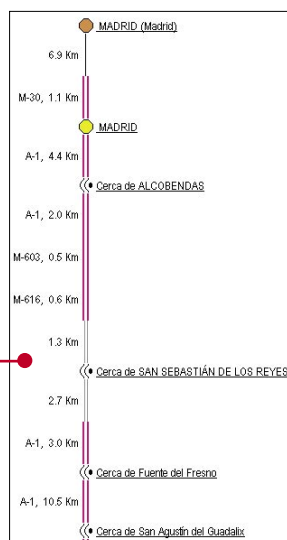 MADRID (Madrid)
6.9 Km
M-30, 1.1 Km
MADRID
A-1, 4.4 Km
Cerca de ALCOBENDAS
A-1, 2.0 Km
M-603, 0.5 Km
M-616, 0.6 Km
1.3 Km
Cerca de SAN SEBASTIÁN DE LOS REYES
2.7 Km
A-1, 3.0 Km
Cerca de Fuente del Fresno
A-1, 10.5 Km
Cerca de San Agustín del Guadalix